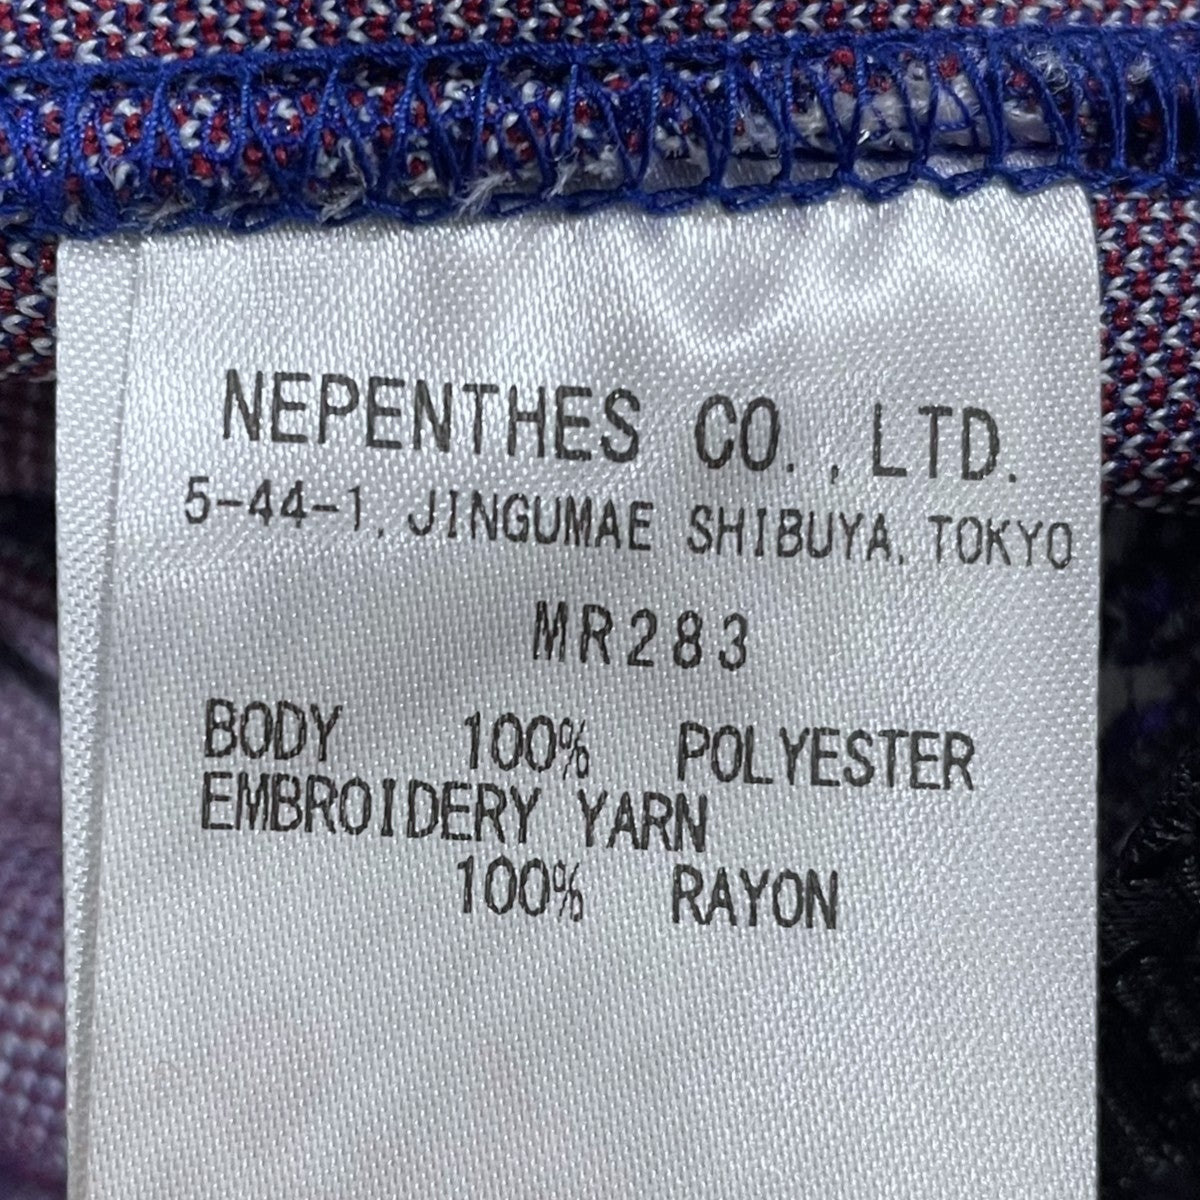 NEPENTHES CO., LTD.
5-44-1, JINGUMAE SHIBUYA, TOKYO
MR283
BODY 100% POLYESTER
EMBROIDERY YARN
100% RAYON